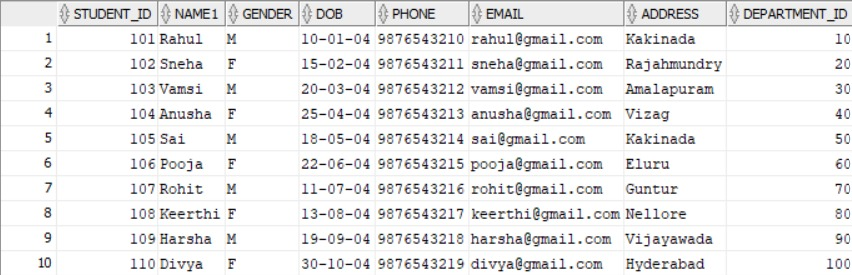 STUDENT_ID NAME1 GENDER DOB PHONE EMAIL ADDRESS DEPARTMENT_ID
1 101 Rahul M 10-01-04 9876543210 rahul@gmail.com Kakinada 10
2 102 Sneha F 15-02-04 9876543211 sneha@gmail.com Rajahmundry 20
3 103 Vamsi M 20-03-04 9876543212 vamsi@gmail.com Amalapuram 30
4 104 Anusha F 25-04-04 9876543213 anusha@gmail.com Vizag 40
5 105 Sai M 18-05-04 9876543214 sai@gmail.com Kakinada 50
6 106 Pooja F 22-06-04 9876543215 pooja@gmail.com Eluru 60
7 107 Rohit M 11-07-04 9876543216 rohit@gmail.com Guntur 70
8 108 Keerthi F 13-08-04 9876543217 keerthi@gmail.com Nellore 80
9 109 Harsha M 19-09-04 9876543218 harsha@gmail.com Vijayawada 90
10 110 Divya F 30-10-04 9876543219 divya@gmail.com Hyderabad 100